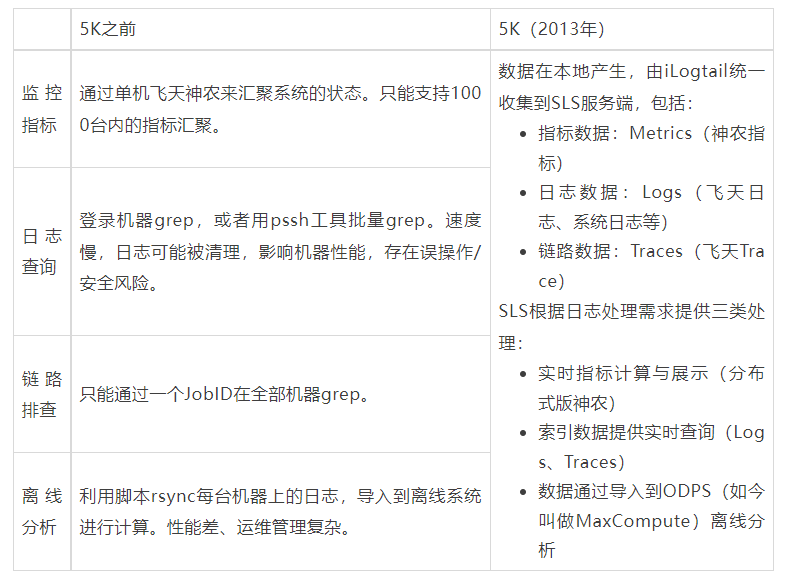 5K之前
5K（2013年）
监控
指标
通过单机飞天神农来汇聚系统的状态。只能支持100
0台内的指标汇聚。
日志
查询
登录机器grep，或者用pssh工具批量grep。速度
慢，日志可能被清理，影响机器性能，存在误操作/
安全风险。
链路
排查
只能通过一个JobID在全部机器grep。
离线
分析
利用脚本rsync每台机器上的日志，导入到离线系统
进行计算。性能差、运维管理复杂。
数据在本地产生，由iLogtail统一
收集到SLS服务端，包括：
• 指标数据：Metrics（神农指
标）
• 日志数据：Logs（飞天日
志、系统日志等）
• 链路数据：Traces（飞天Tra
ce）
SLS根据日志处理需求提供三类处
理：
• 实时指标计算与展示（分布
式版神农）
• 索引数据提供实时查询（Log
s、Traces）
• 数据通过导入到ODPS（如今
叫做MaxCompute）离线分
析